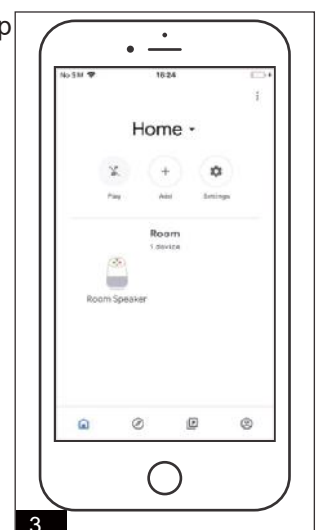 p
No SIM 16:24
Home
Play Add Settings
Room
1 device
Room Speaker
3